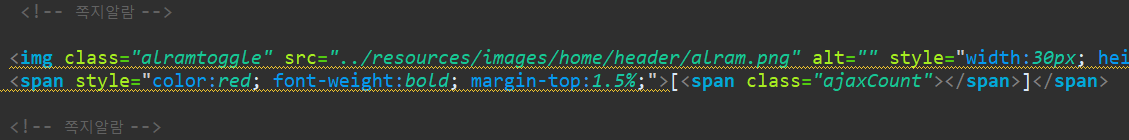 <!-- 쪽지알람 -->
<img class="alramtoggle" src="../resources/images/home/header/alram.png" alt="" style="width:30px; hei
<span style="color:red; font-weight:bold; margin-top:1.5%;">[<span class="ajaxCount"></span>]</span>
<!-- 쪽지알람 -->